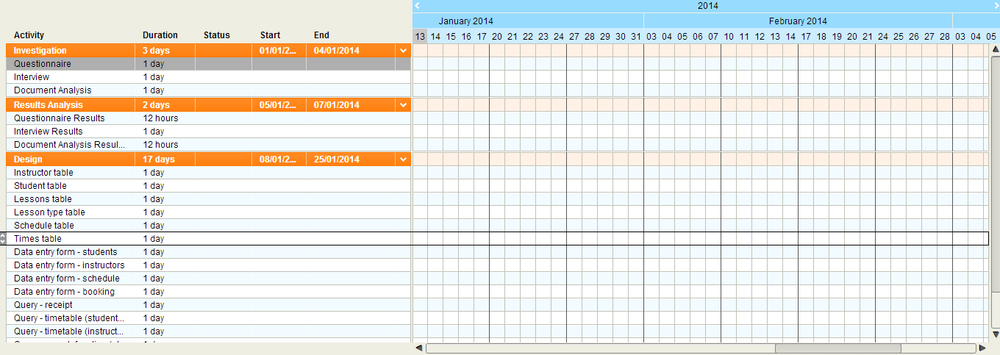 2014
January 2014 February 2014
Activity Duration Status Start End 13 14 15 16 17 20 21 22 23 24 27 28 29 30 31 03 04 05 06 07 10 11 12 13 14 17 18 19 20 21 24 25 26 27 28 03 04 05
Investigation 3 days 01/01/2... 04/01/2014
Questionnaire 1 day
Interview 1 day
Document Analysis 1 day
Results Analysis 2 days 05/01/2... 07/01/2014
Questionnaire Results 12 hours
Interview Results 1 day
Document Analysis Resul... 12 hours
Design 17 days 08/01/2... 25/01/2014
Instructor table 1 day
Student table 1 day
Lessons table 1 day
Lesson type table 1 day
Schedule table 1 day
Times table 1 day
Data entry form - students 1 day
Data entry form - instructors 1 day
Data entry form - schedule 1 day
Data entry form - booking 1 day
Query - receipt 1 day
Query - timetable (student... 1 day
Query - timetable (instruct... 1 day